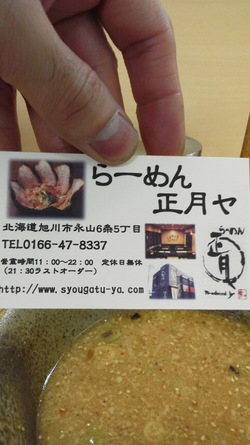 らーめん
正月ヤ
北海道旭川市永山6条5丁目
TEL0166-47-8337
営業時間11:00~22:00 定休日無休
(21:30ラストオーダー)
http://www.syougatu-ya.com
らーめん
正月
Produced by